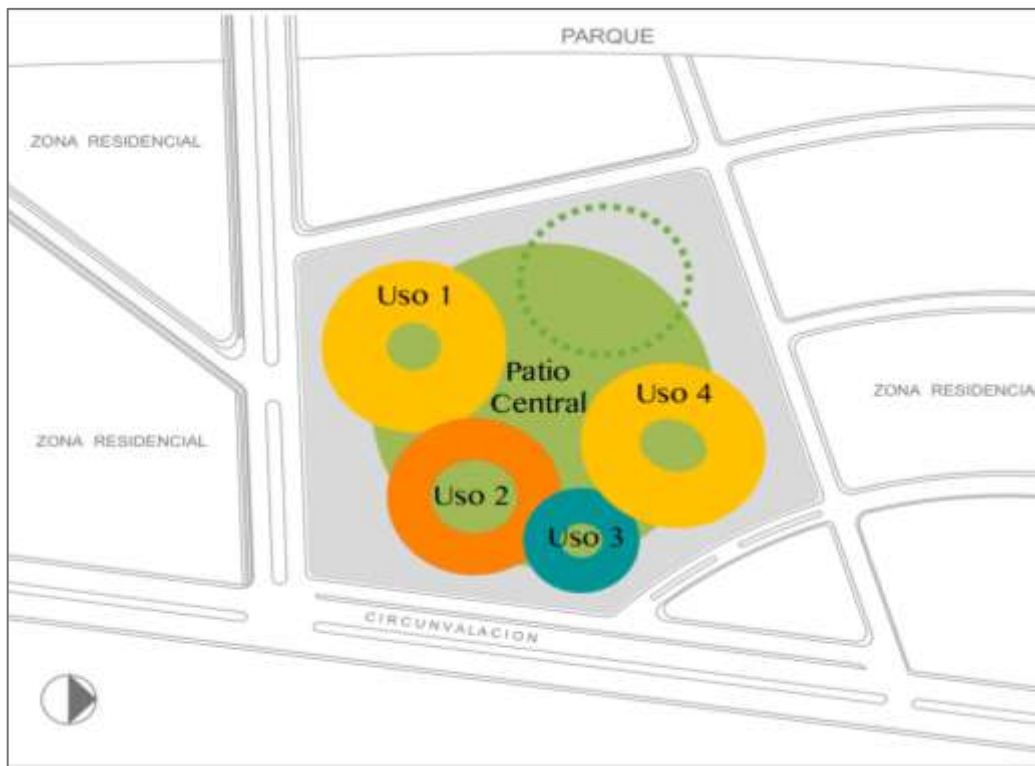 PARQUE
ZONA RESIDENCIAL
Uso 1
Patio
Central
Uso 4
ZONA RESIDENCIA
ZONA RESIDENCIAL
Uso 2
Uso 3
CIRCUNVALACION